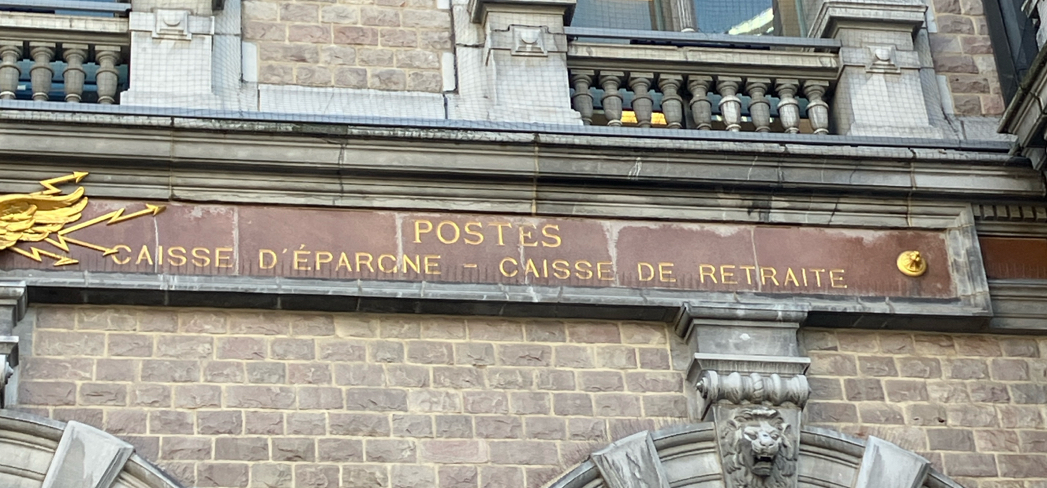 POSTES
CAISSE D'ÉPARGNE - CAISSE DE RETRAITE